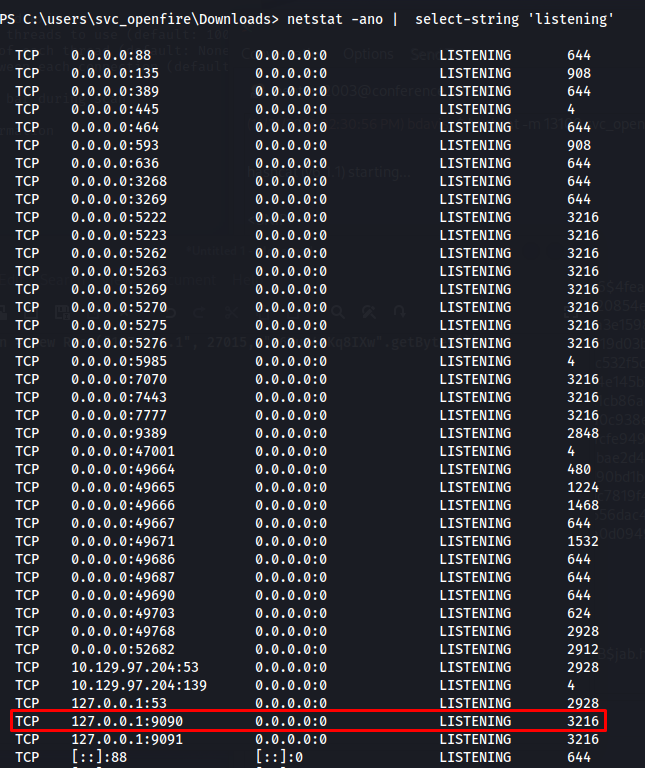 PS C:\users\svc_openfire\Downloads> netstat -ano | select-string 'listening'
TCP 0.0.0.0:88 0.0.0.0:0 LISTENING 644
TCP 0.0.0.0:135 0.0.0.0:0 LISTENING 908
TCP 0.0.0.0:389 0.0.0.0:0 LISTENING 644
TCP 0.0.0.0:445 0.0.0.0:0 LISTENING 4
TCP 0.0.0.0:464 0.0.0.0:0 LISTENING 644
TCP 0.0.0.0:593 0.0.0.0:0 LISTENING 908
TCP 0.0.0.0:636 0.0.0.0:0 LISTENING 644
TCP 0.0.0.0:3268 0.0.0.0:0 LISTENING 644
TCP 0.0.0.0:3269 0.0.0.0:0 LISTENING 644
TCP 0.0.0.0:5222 0.0.0.0:0 LISTENING 3216
TCP 0.0.0.0:5223 0.0.0.0:0 LISTENING 3216
TCP 0.0.0.0:5262 0.0.0.0:0 LISTENING 3216
TCP 0.0.0.0:5263 0.0.0.0:0 LISTENING 3216
TCP 0.0.0.0:5269 0.0.0.0:0 LISTENING 3216
TCP 0.0.0.0:5270 0.0.0.0:0 LISTENING 3216
TCP 0.0.0.0:5275 0.0.0.0:0 LISTENING 3216
TCP 0.0.0.0:5276 0.0.0.0:0 LISTENING 3216
TCP 0.0.0.0:5985 0.0.0.0:0 LISTENING 4
TCP 0.0.0.0:7070 0.0.0.0:0 LISTENING 3216
TCP 0.0.0.0:7443 0.0.0.0:0 LISTENING 3216
TCP 0.0.0.0:7777 0.0.0.0:0 LISTENING 3216
TCP 0.0.0.0:9389 0.0.0.0:0 LISTENING 2848
TCP 0.0.0.0:47001 0.0.0.0:0 LISTENING 4
TCP 0.0.0.0:49664 0.0.0.0:0 LISTENING 480
TCP 0.0.0.0:49665 0.0.0.0:0 LISTENING 1224
TCP 0.0.0.0:49666 0.0.0.0:0 LISTENING 1468
TCP 0.0.0.0:49667 0.0.0.0:0 LISTENING 644
TCP 0.0.0.0:49671 0.0.0.0:0 LISTENING 1532
TCP 0.0.0.0:49686 0.0.0.0:0 LISTENING 644
TCP 0.0.0.0:49687 0.0.0.0:0 LISTENING 644
TCP 0.0.0.0:49690 0.0.0.0:0 LISTENING 644
TCP 0.0.0.0:49703 0.0.0.0:0 LISTENING 624
TCP 0.0.0.0:49768 0.0.0.0:0 LISTENING 2928
TCP 0.0.0.0:52682 0.0.0.0:0 LISTENING 2912
TCP 10.129.97.204:53 0.0.0.0:0 LISTENING 2928
TCP 10.129.97.204:139 0.0.0.0:0 LISTENING 4
TCP 127.0.0.1:53 0.0.0.0:0 LISTENING 2928
TCP 127.0.0.1:9090 0.0.0.0:0 LISTENING 3216
TCP 127.0.0.1:9091 0.0.0.0:0 LISTENING 3216
TCP [::]:88 [::]:0 LISTENING 644